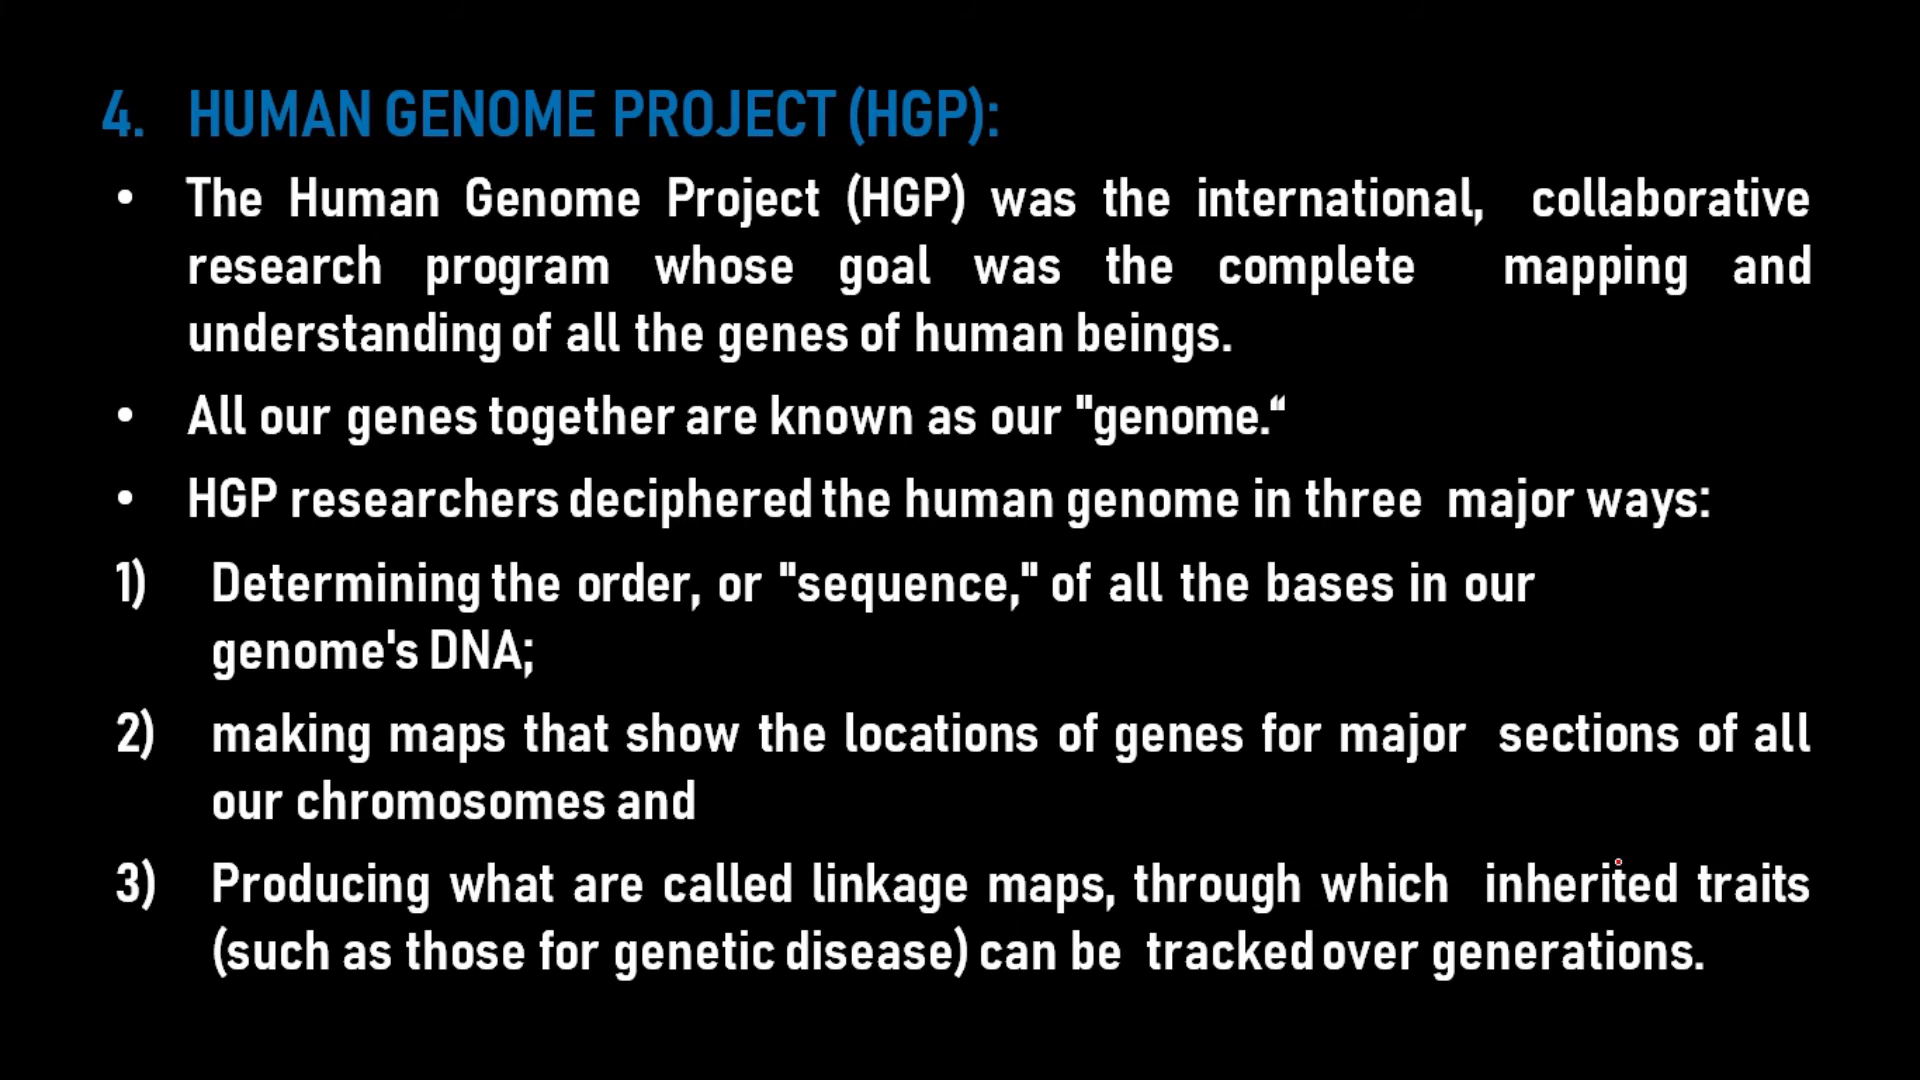 4. HUMAN GENOME PROJECT (HGP):
• The Human Genome Project (HGP) was the international, collaborative
research program whose goal was the complete mapping and
understanding of all the genes of human beings.
• All our genes together are known as our "genome.“
• HGP researchers deciphered the human genome in three major ways:
1) Determining the order, or "sequence," of all the bases in our
genome's DNA;
2) making maps that show the locations of genes for major sections of all
our chromosomes and
3) Producing what are called linkage maps, through which inherited traits
(such as those for genetic disease) can be tracked over generations.